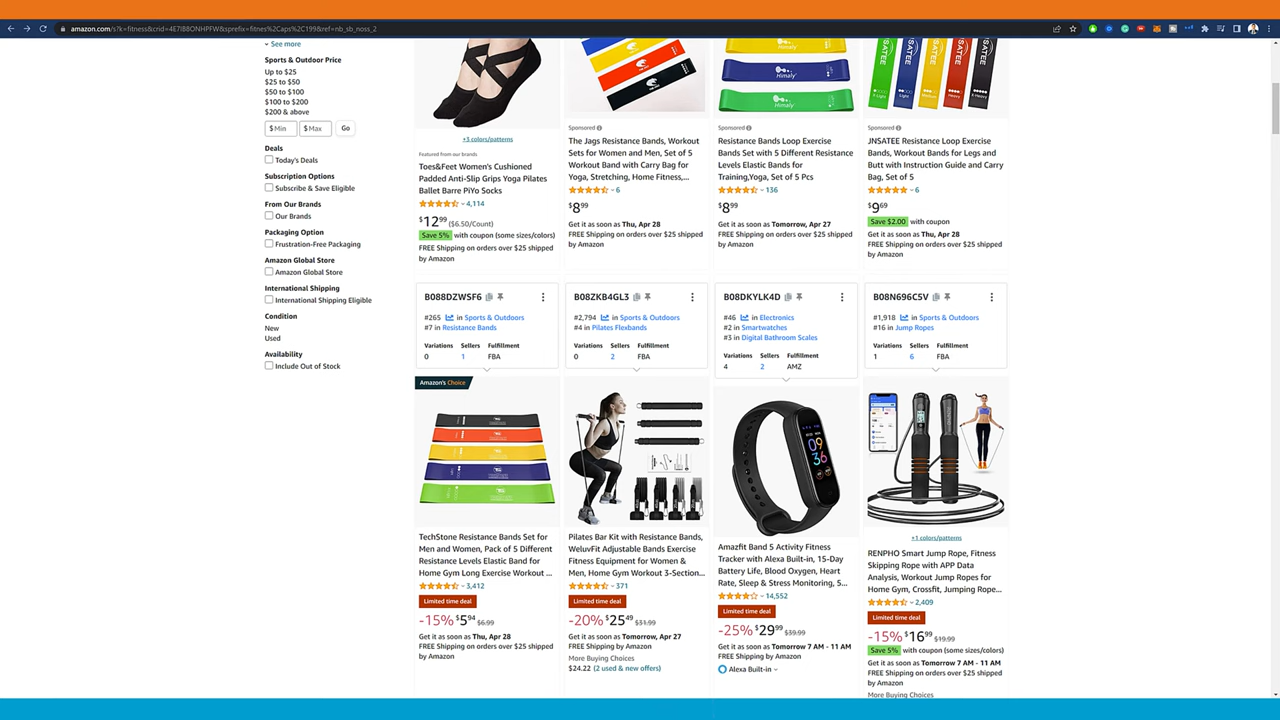 amazon.com/s?k=fitness&crid=4E7I88ONHPFW&sprefix=fitnes%2Caps%2C199&ref=nb_sb_noss_2
See more
Sports & Outdoor Price
Up to $25
$25 to $50
$50 to $100
$100 to $200
$200 & above
$ Min $ Max Go
Deals
Today's Deals
Subscription Options
Subscribe & Save Eligible
From Our Brands
Our Brands
Packaging Option
Frustration-Free Packaging
Amazon Global Store
Amazon Global Store
International Shipping
International Shipping Eligible
Condition
New
Used
Availability
Include Out of Stock
+3 colors/patterns
Featured from our brands
Toes&Feet Women's Cushioned
Padded Anti-Slip Grips Yoga Pilates
Ballet Barre PiYo Socks
4,114
$12.99 ($6.50/Count)
Save 5% with coupon (some sizes/colors)
FREE Shipping on orders over $25 shipped
by Amazon
Sponsored
The Jags Resistance Bands, Workout
Sets for Women and Men, Set of 5
Workout Band with Carry Bag for
Yoga, Stretching, Home Fitness,...
6
$8.99
Get it as soon as Thu, Apr 28
FREE Shipping on orders over $25 shipped
by Amazon
Himaly
Himaly
Sponsored
Resistance Bands Loop Exercise
Bands Set with 5 Different Resistance
Levels Elastic Bands for
Training,Yoga, Set of 5 Pcs
136
$8.99
Get it as soon as Tomorrow, Apr 27
FREE Shipping on orders over $25 shipped
by Amazon
X-Light Light Medium Heavy X-Heavy
Sponsored
JNSATEE Resistance Loop Exercise
Bands, Workout Bands for Legs and
Butt with Instruction Guide and Carry
Bag, Set of 5
6
$9.69
Save $2.00 with coupon
Get it as soon as Thu, Apr 28
FREE Shipping on orders over $25 shipped
by Amazon
B088DZWSF6
#265 in Sports & Outdoors
#7 in Resistance Bands
Variations Sellers Fulfillment
0 1 FBA
B08ZKB4GL3
#2,794 in Sports & Outdoors
#4 in Pilates Flexbands
Variations Sellers Fulfillment
0 2 FBA
B08DKYLK4D
#46 in Electronics
#2 in Smartwatches
#3 in Digital Bathroom Scales
Variations Sellers Fulfillment
4 2 AMZ
B08N696C5V
#1,918 in Sports & Outdoors
#16 in Jump Ropes
Variations Sellers Fulfillment
1 6 FBA
Amazon's Choice
TechStone Resistance Bands Set for
Men and Women, Pack of 5 Different
Resistance Levels Elastic Band for
Home Gym Long Exercise Workout ...
3,412
Limited time deal
-15% $5.94 $6.99
Get it as soon as Thu, Apr 28
FREE Shipping on orders over $25 shipped
by Amazon
Pilates Bar Kit with Resistance Bands,
WeluvFit Adjustable Bands Exercise
Fitness Equipment for Women &
Men, Home Gym Workout 3-Section...
371
Limited time deal
-20% $25.49 $31.99
Get it as soon as Tomorrow, Apr 27
FREE Shipping by Amazon
More Buying Choices
$24.22 (2 used & new offers)
09
36
Amazfit Band 5 Activity Fitness
Tracker with Alexa Built-in, 15-Day
Battery Life, Blood Oxygen, Heart
Rate, Sleep & Stress Monitoring, 5...
14,552
Limited time deal
-25% $29.99 $39.99
Get it as soon as Tomorrow 7 AM - 11 AM
FREE Shipping by Amazon
Alexa Built-in
+1 colors/patterns
RENPHO Smart Jump Rope, Fitness
Skipping Rope with APP Data
Analysis, Workout Jump Ropes for
Home Gym, Crossfit, Jumping Rope...
2,409
Limited time deal
-15% $16.99 $19.99
Save 5% with coupon (some sizes/colors)
Get it as soon as Tomorrow 7 AM - 11 AM
FREE Shipping on orders over $25 shipped
by Amazon
More Buying Choices